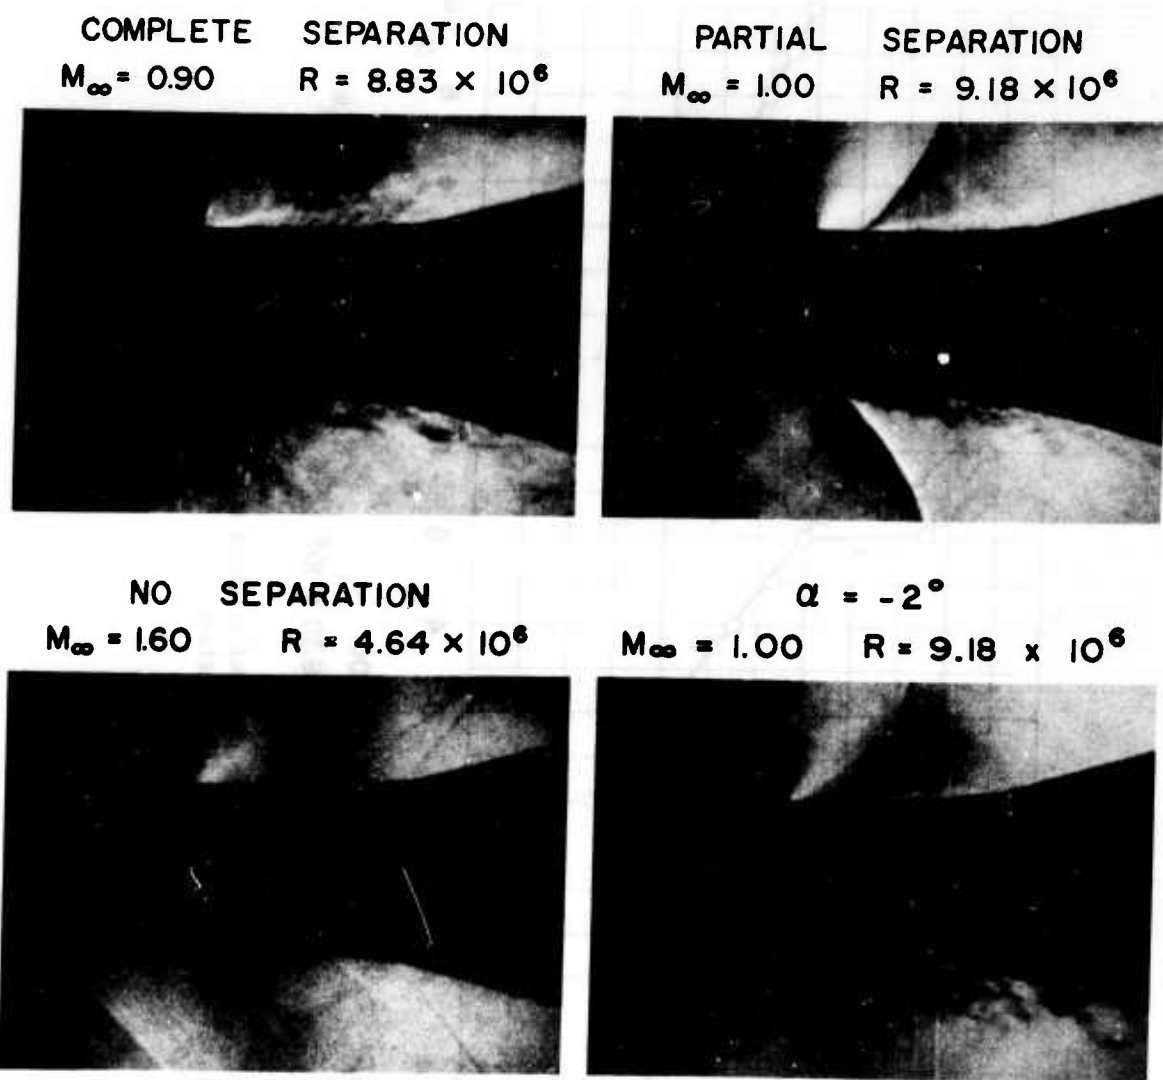 COMPLETE SEPARATION
M∞ = 0.90 R = 8.83 × 10⁶
PARTIAL SEPARATION
M∞ = 1.00 R = 9.18 × 10⁶
NO SEPARATION
M∞ = 1.60 R = 4.64 × 10⁶
α = -2°
M∞ = 1.00 R = 9.18 x 10⁶